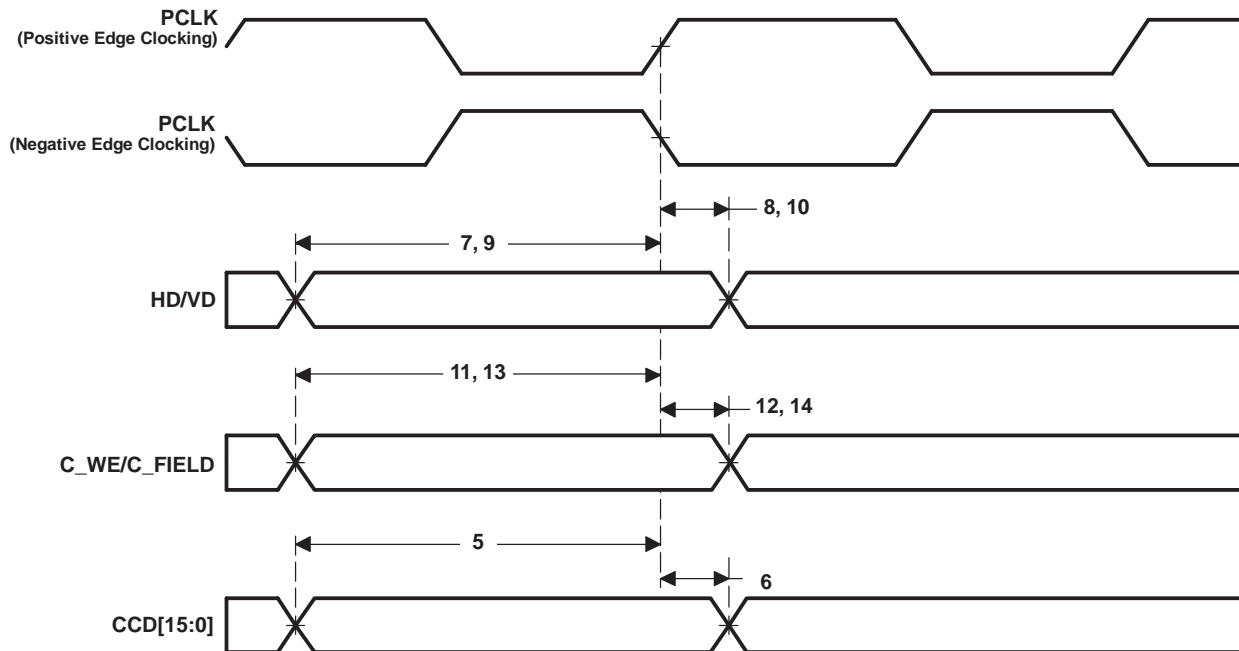 PCLK
(Positive Edge Clocking)
PCLK
(Negative Edge Clocking)
8, 10
7, 9
HD/VD
11, 13
12, 14
C_WE/C_FIELD
5
6
CCD[15:0]